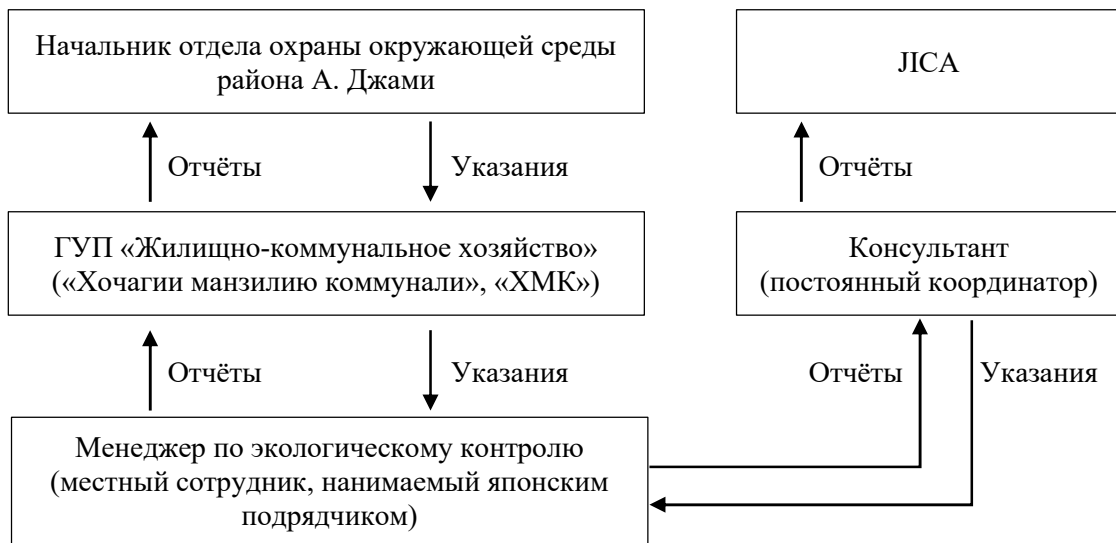 Начальник отдела охраны окружающей среды
района А. Джами
JICA
Отчёты
Указания
Отчёты
ГУП «Жилищно-коммунальное хозяйство»
(«Хочагии манзилию коммунали», «ХМК»)
Консультант
(постоянный координатор)
Отчёты
Указания
Отчёты
Указания
Менеджер по экологическому контролю
(местный сотрудник, нанимаемый японским
подрядчиком)